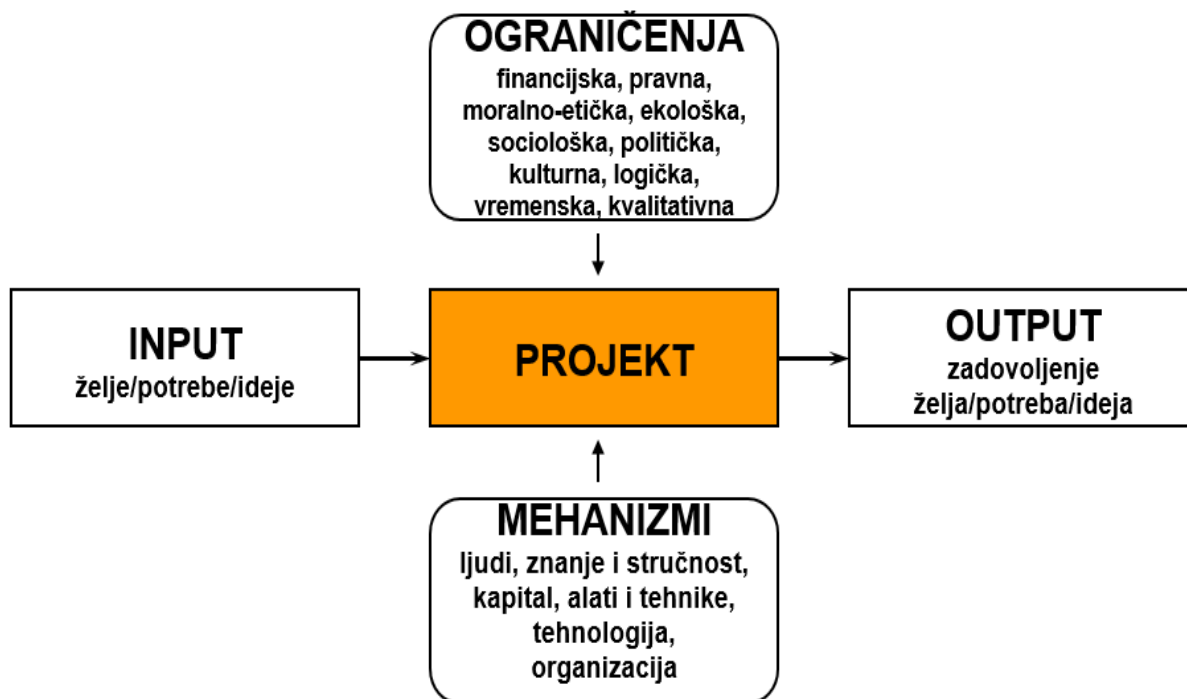 OGRANIČENJA
financijska, pravna,
moralno-etička, ekološka,
sociološka, politička,
kulturna, logička,
vremenska, kvalitativna
INPUT
želje/potrebe/ideje
PROJEKT
OUTPUT
zadovoljenje
želja/potreba/ideja
MEHANIZMI
ljudi, znanje i stručnost,
kapital, alati i tehnike,
tehnologija,
organizacija